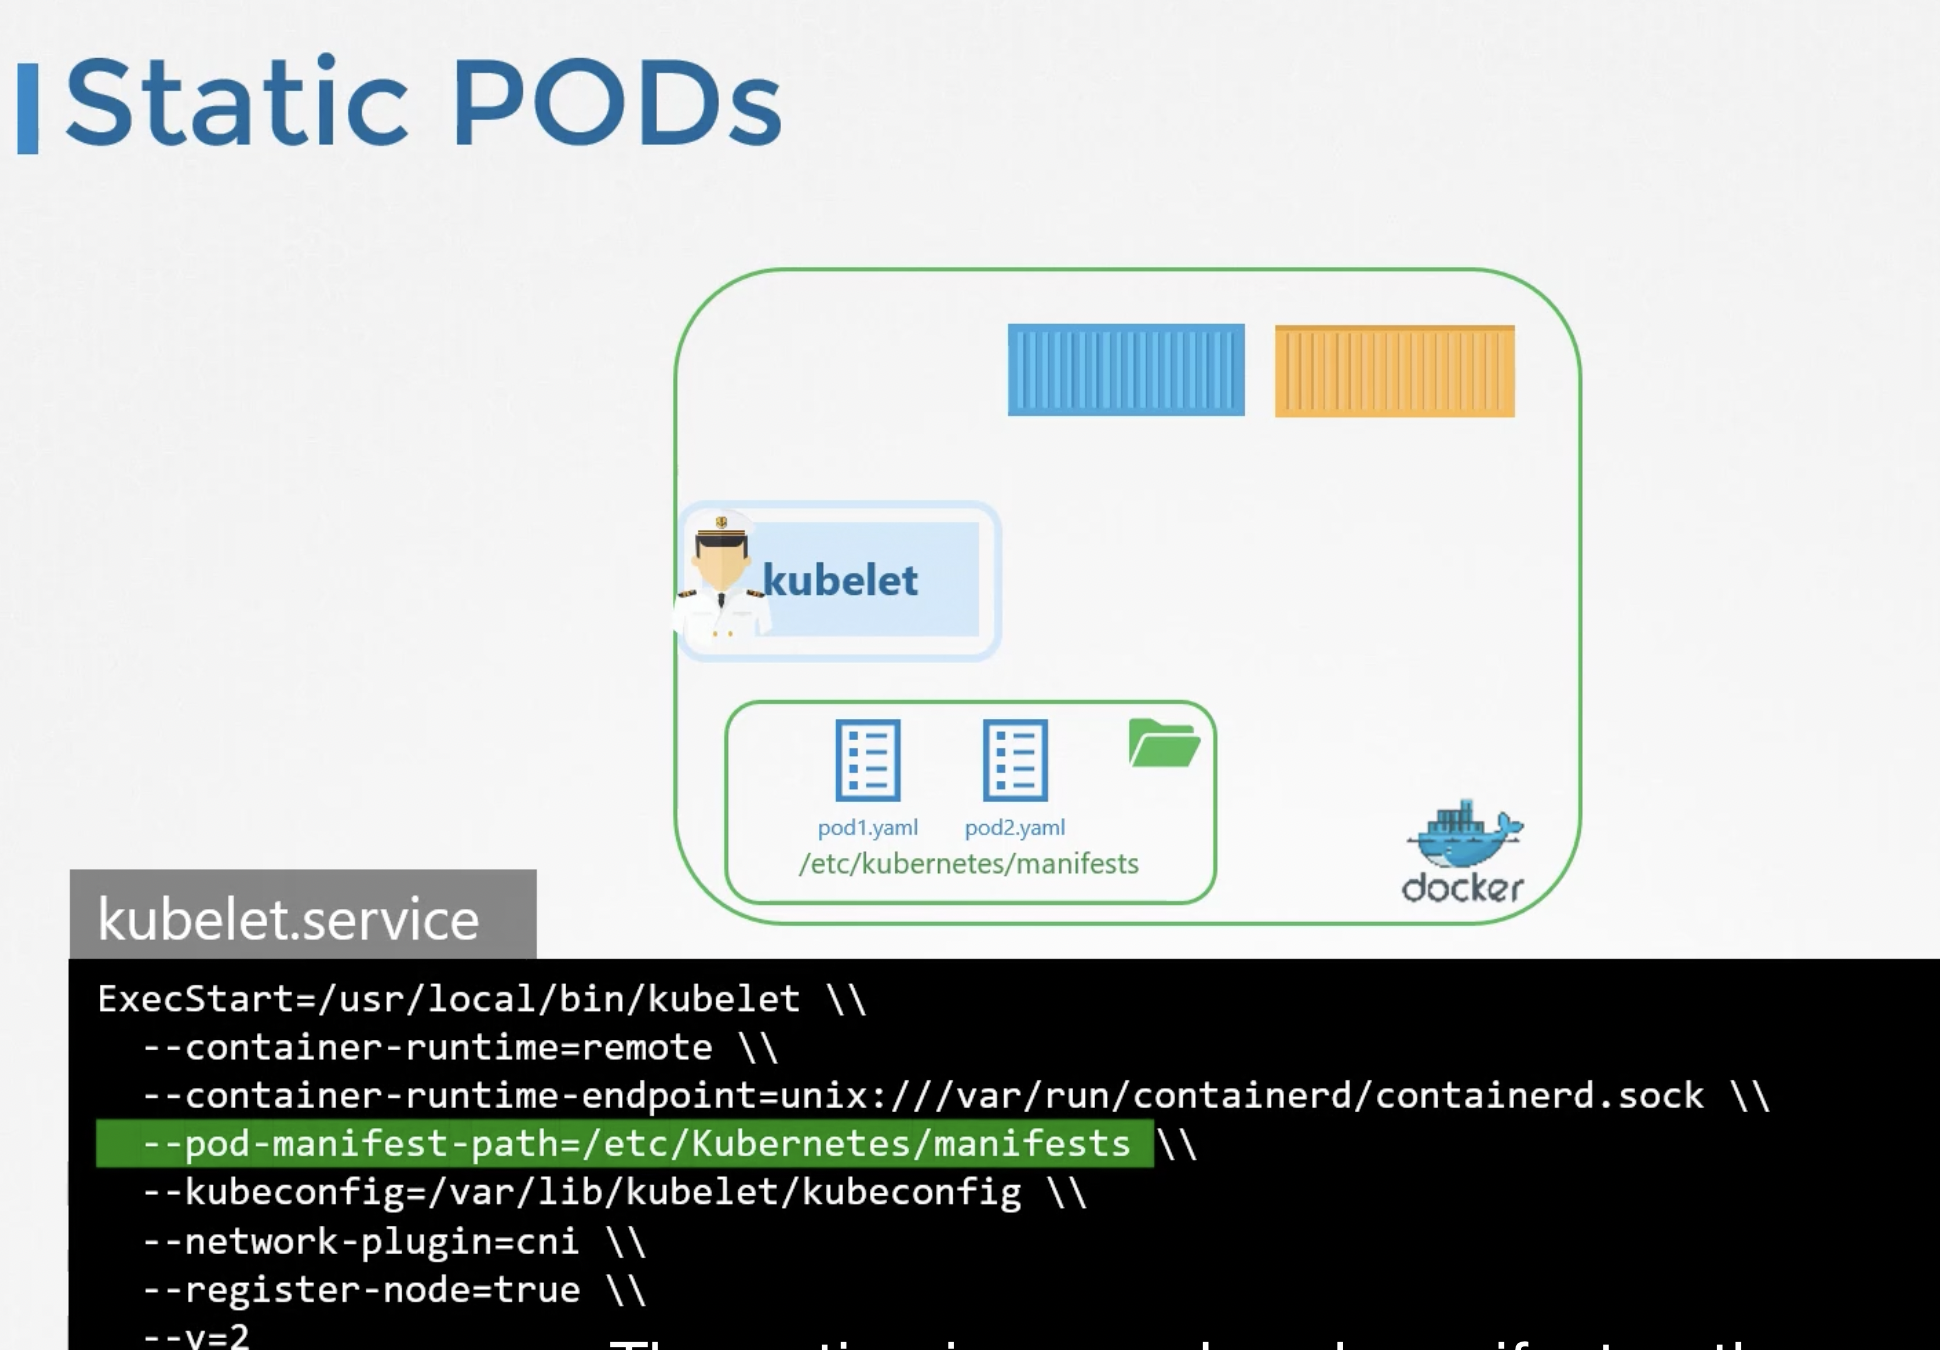 Static PODs
kubelet
pod1.yaml pod2.yaml
/etc/kubernetes/manifests
docker
kubelet.service
ExecStart=/usr/local/bin/kubelet \\
--container-runtime=remote \\
--container-runtime-endpoint=unix:///var/run/containerd/containerd.sock \\
--pod-manifest-path=/etc/Kubernetes/manifests \\
--kubeconfig=/var/lib/kubelet/kubeconfig \\
--network-plugin=cni \\
--register-node=true \\
--v=2